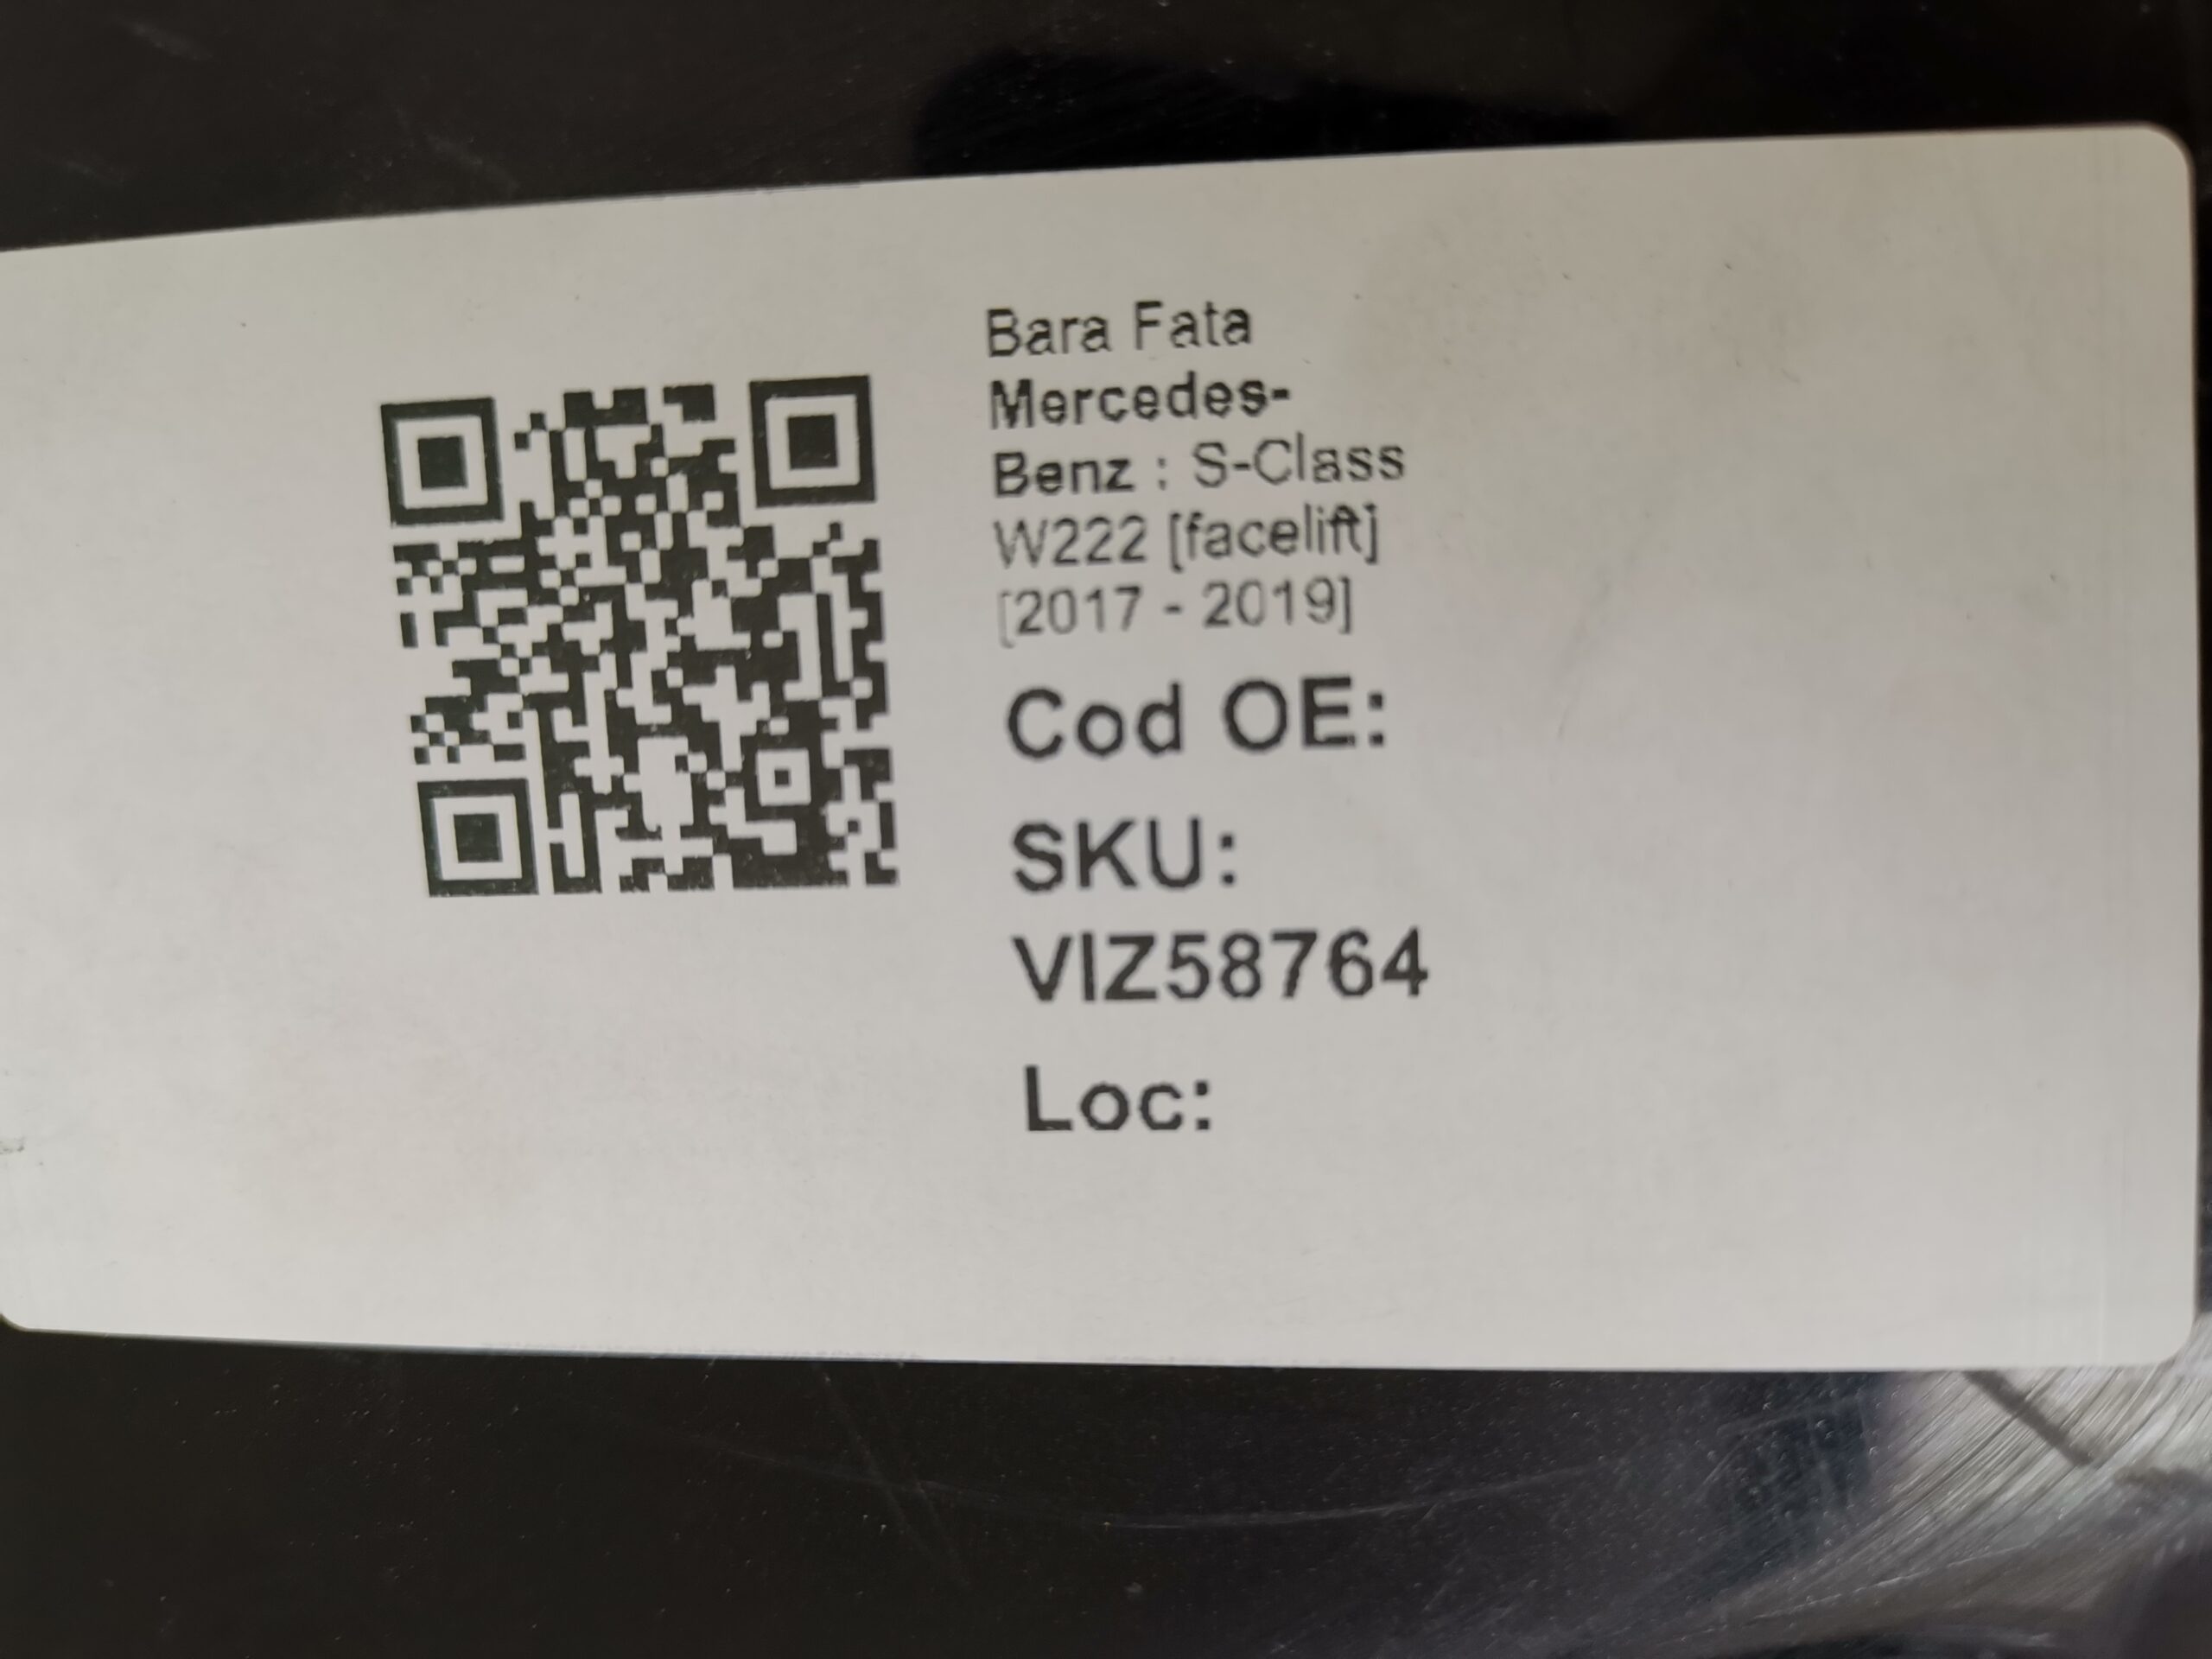 Bara Fata
Mercedes-
Benz : S-Class
W222 [facelift]
[2017 - 2019]
Cod OE:
SKU:
VIZ58764
Loc: